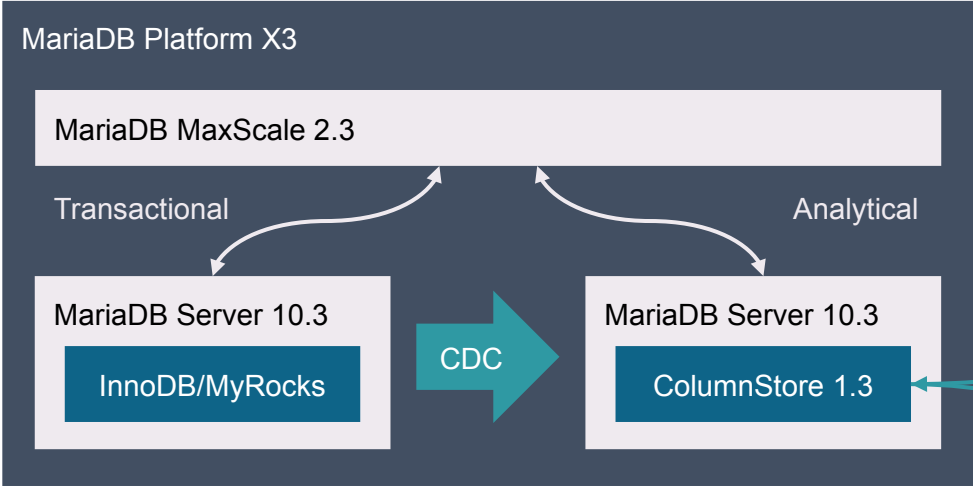 MariaDB Platform X3
MariaDB MaxScale 2.3
Transactional
Analytical
MariaDB Server 10.3
MariaDB Server 10.3
CDC
InnoDB/MyRocks
ColumnStore 1.3